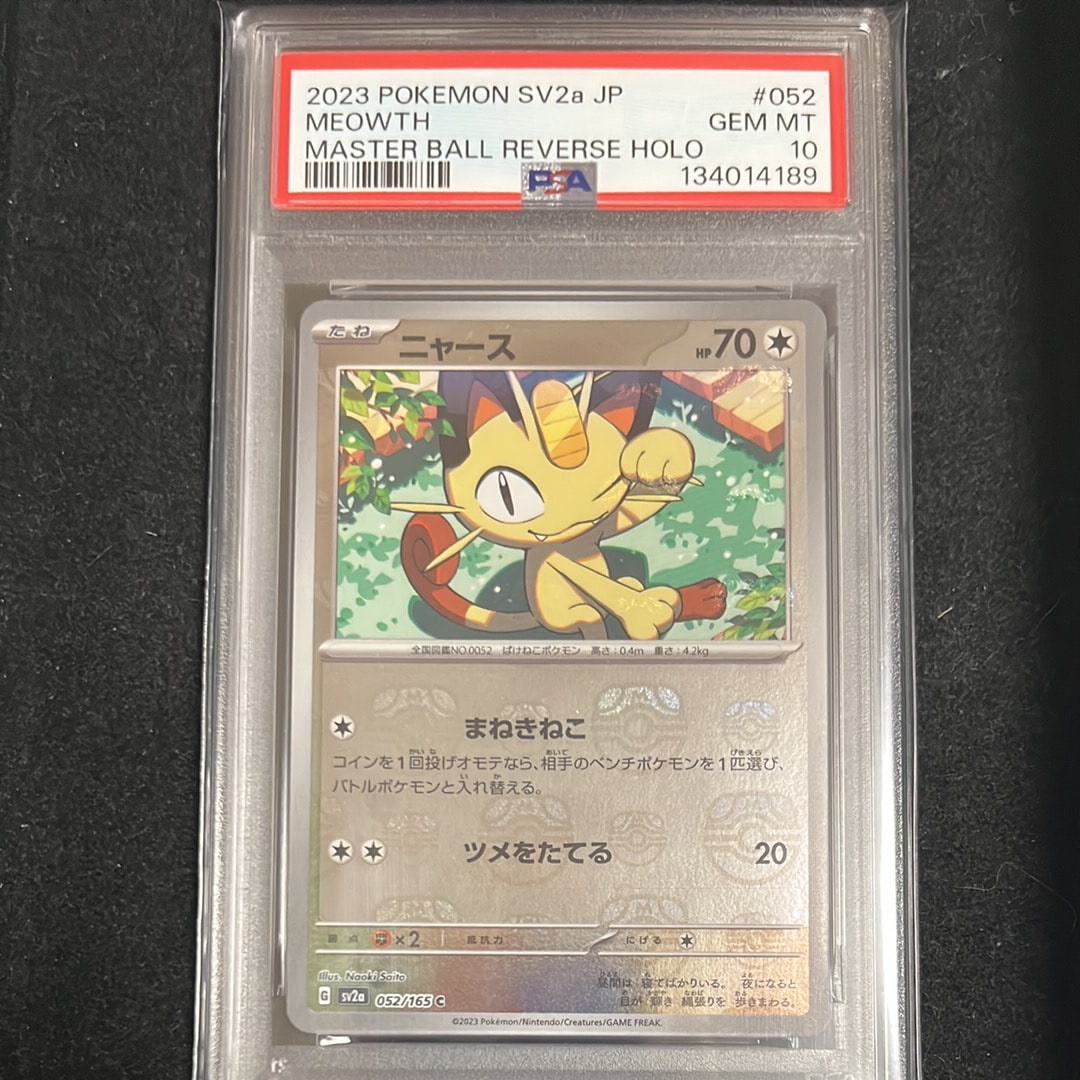 2023 POKEMON SV2a JP #052
MEOWTH GEM MT
MASTER BALL REVERSE HOLO 10
PSA 134014189
たね ニャース HP70
全国図鑑NO.0052 ばけねこポケモン 高さ:0.4m 重さ:4.2kg
まねきねこ
コインを1回投げオモテなら、相手のベンチポケモンを1匹選び、
バトルポケモンと入れ替える。
ツメをたてる 20
弱点 ×2 抵抗力 にげる
Illus. Naoki Saito
昼間は 寝てばかりいる。 夜になると
目が 輝き 縄張りを 歩きまわる。
G sv2a 052/165 C
©2023 Pokémon/Nintendo/Creatures/GAME FREAK.